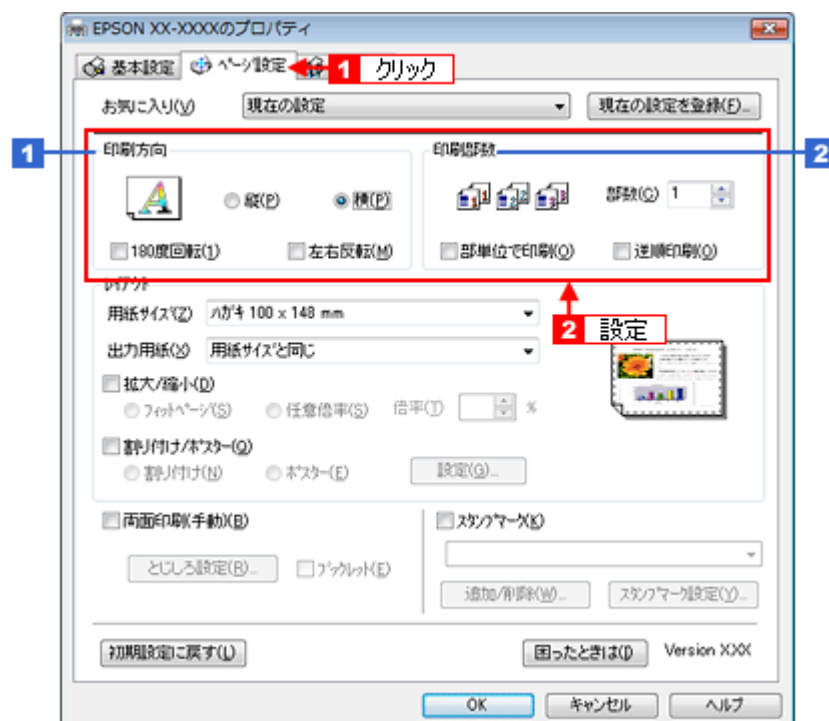 EPSON XX-XXXXのプロパティ
基本設定 ページ設定
1 クリック
お気に入り(V) 現在の設定 現在の設定を登録(F)...
1 印刷方向
縦(P) 横(P)
180度回転(1) 左右反転(M)
印刷部数 2
部数(C) 1
部単位で印刷(O) 逆順印刷(O)
2 設定
レイアウト
用紙サイズ(Z) ハガキ 100 x 148 mm
出力用紙(X) 用紙サイズと同じ
拡大/縮小(D)
フィットページ(S) 任意倍率(S) 倍率(T) %
割り付け/ポスター(Q)
割り付け(N) ポスター(E) 設定(G)...
両面印刷(手動)(B)
とじしろ設定(R)... ブックレット(E)
スタンプマーク(K)
追加/削除(W)... スタンプマーク設定(Y)...
初期設定に戻す(L) 困ったときは(I) Version X.XX
OK キャンセル ヘルプ